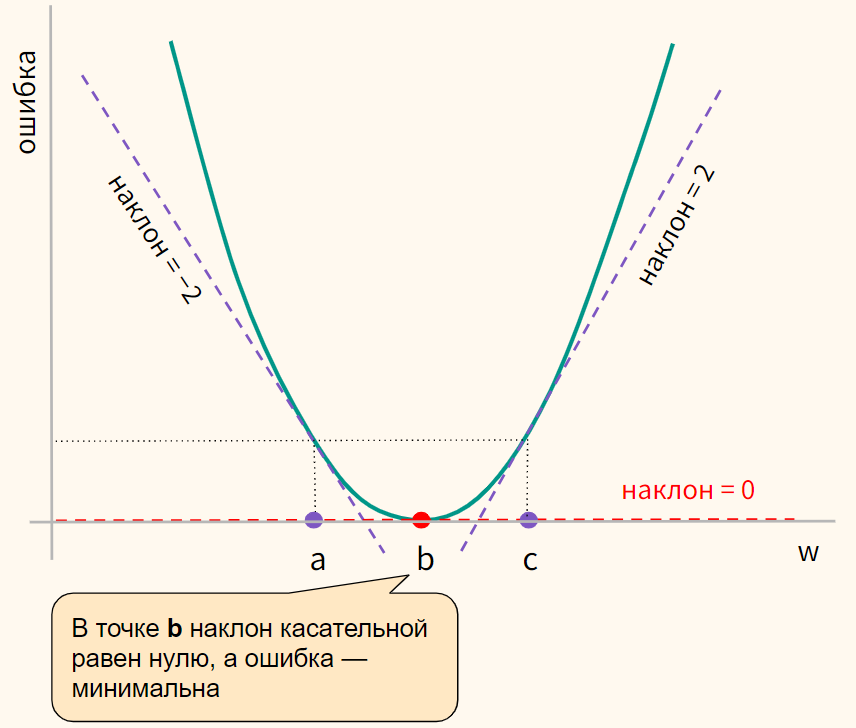 ошибка
наклон = −2
наклон = 2
наклон = 0
w
a
b
c
В точке b наклон касательной
равен нулю, а ошибка —
минимальна